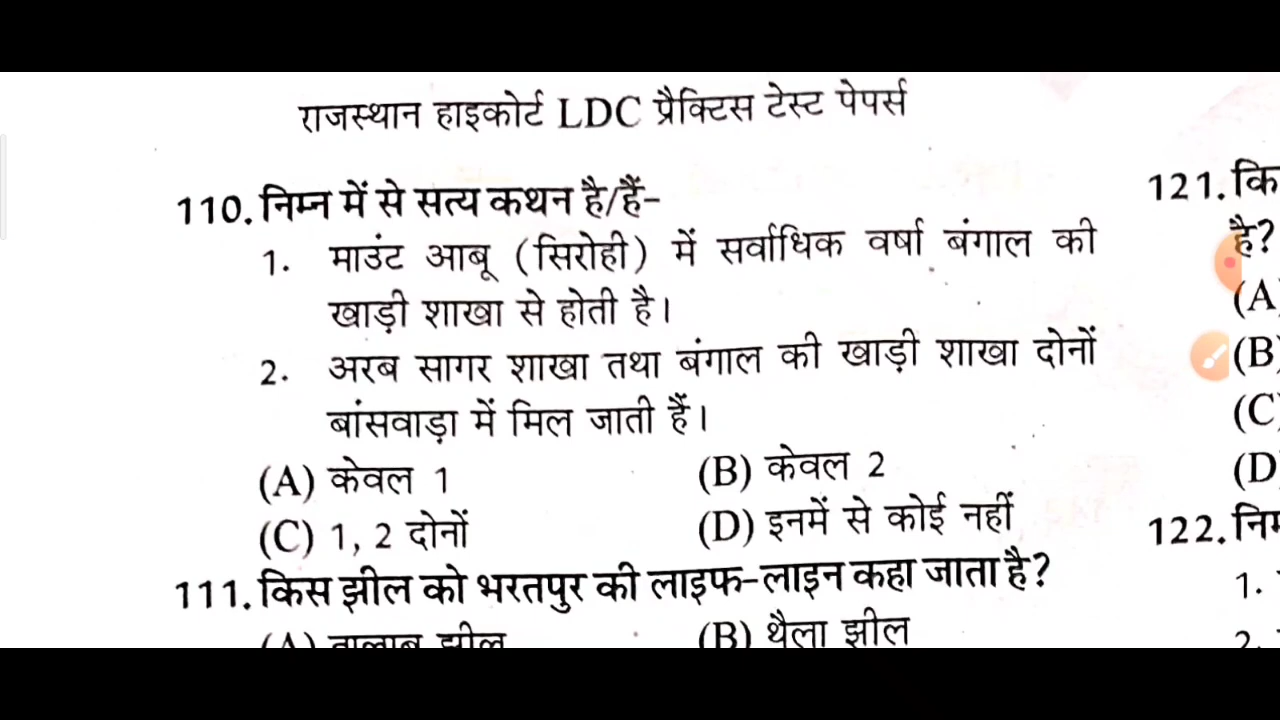 राजस्थान हाइकोर्ट LDC प्रैक्टिस टेस्ट पेपर्स
110. निम्न में से सत्य कथन है/हैं-
1. माउंट आबू (सिरोही) में सर्वाधिक वर्षा बंगाल की
खाड़ी शाखा से होती है।
2. अरब सागर शाखा तथा बंगाल की खाड़ी शाखा दोनों
बांसवाड़ा में मिल जाती हैं।
(A) केवल 1 (B) केवल 2
(C) 1, 2 दोनों (D) इनमें से कोई नहीं
111. किस झील को भरतपुर की लाइफ-लाइन कहा जाता है?
(A) तालाब झील (B) थैला झील
121. कि
है?
(A)
(B)
(C)
(D)
122.
1.
2.